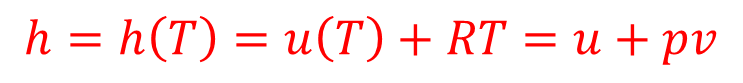 h = h(T) = u(T) + RT = u + pv